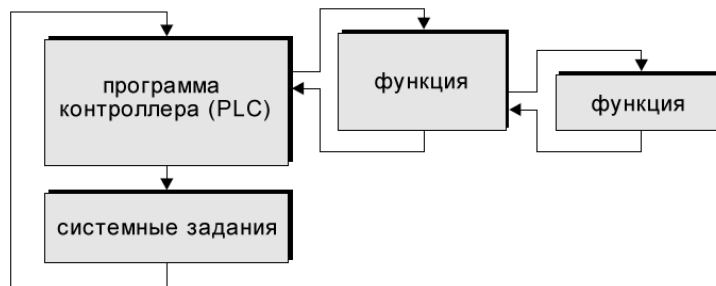 программа
контроллера (PLC)
функция
функция
системные задания